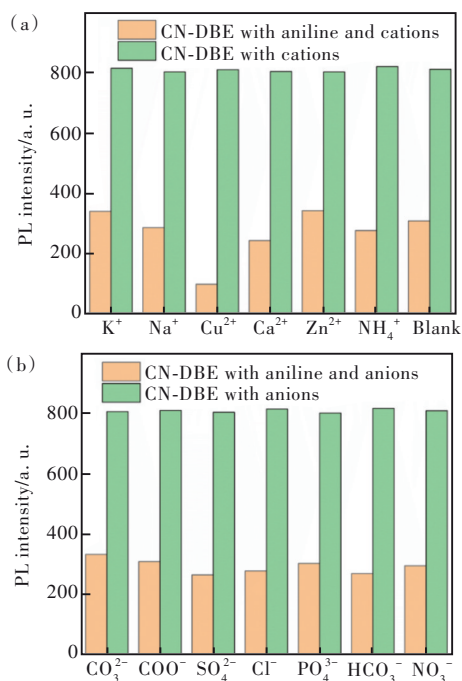 (a)
CN-DBE with aniline and cations
CN-DBE with cations
PL intensity/a. u.
800
600
400
200
0
K⁺ Na⁺ Cu²⁺ Ca²⁺ Zn²⁺ NH₄⁺ Blank
(b)
CN-DBE with aniline and anions
CN-DBE with anions
PL intensity/a. u.
800
600
400
200
0
CO₃²⁻ COO⁻ SO₄²⁻ Cl⁻ PO₄³⁻ HCO₃⁻ NO₃⁻